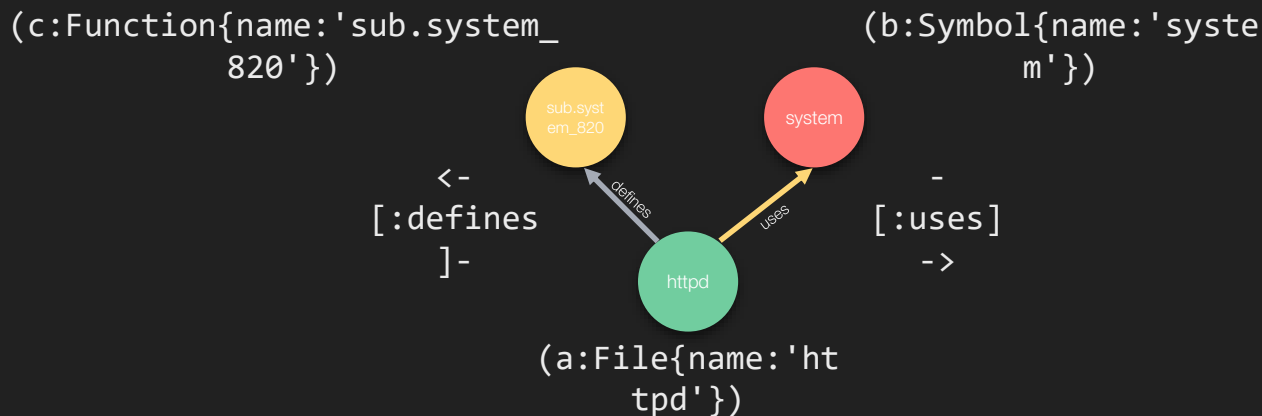 (c:Function{name:'sub.system_
820'})
(b:Symbol{name:'syste
m'})
sub.syst
em_820
system
<-
[:defines
]-
defines
uses
-
[:uses]
->
httpd
(a:File{name:'ht
tpd'})